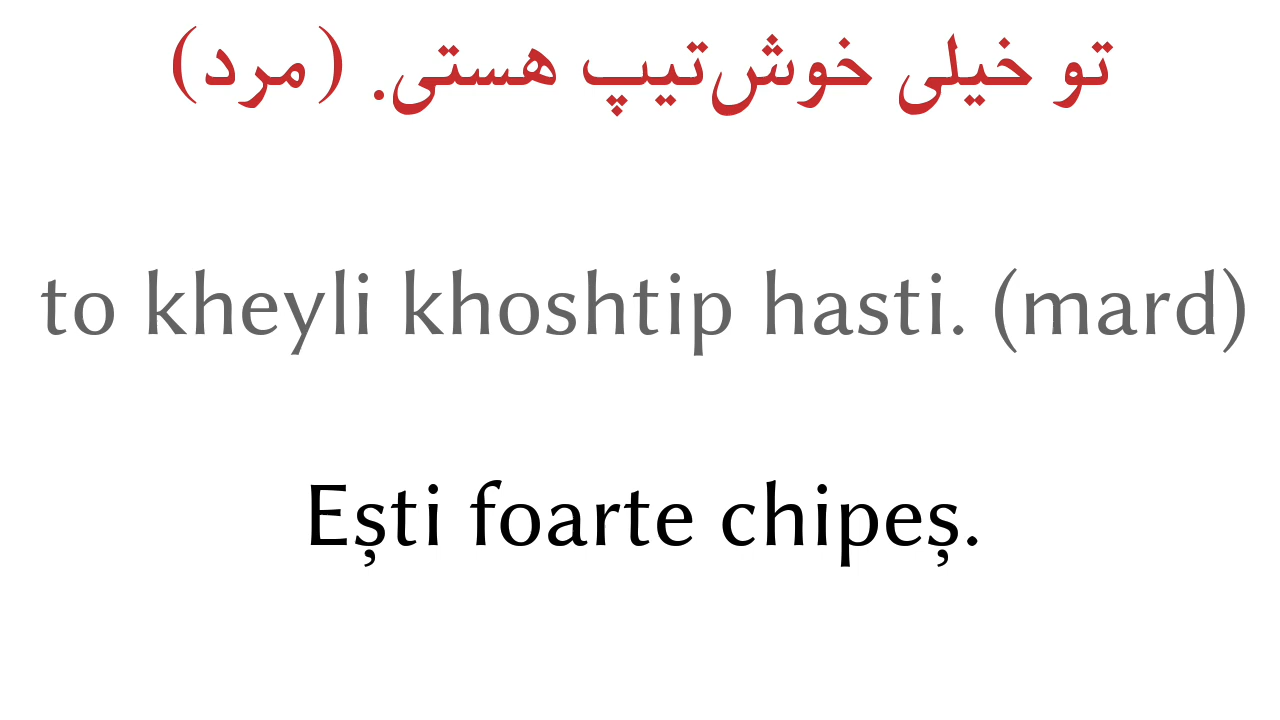 تو خیلی خوش‌تیپ هستی. (مرد)
to kheyli khoshtip hasti. (mard)
Ești foarte chipeș.